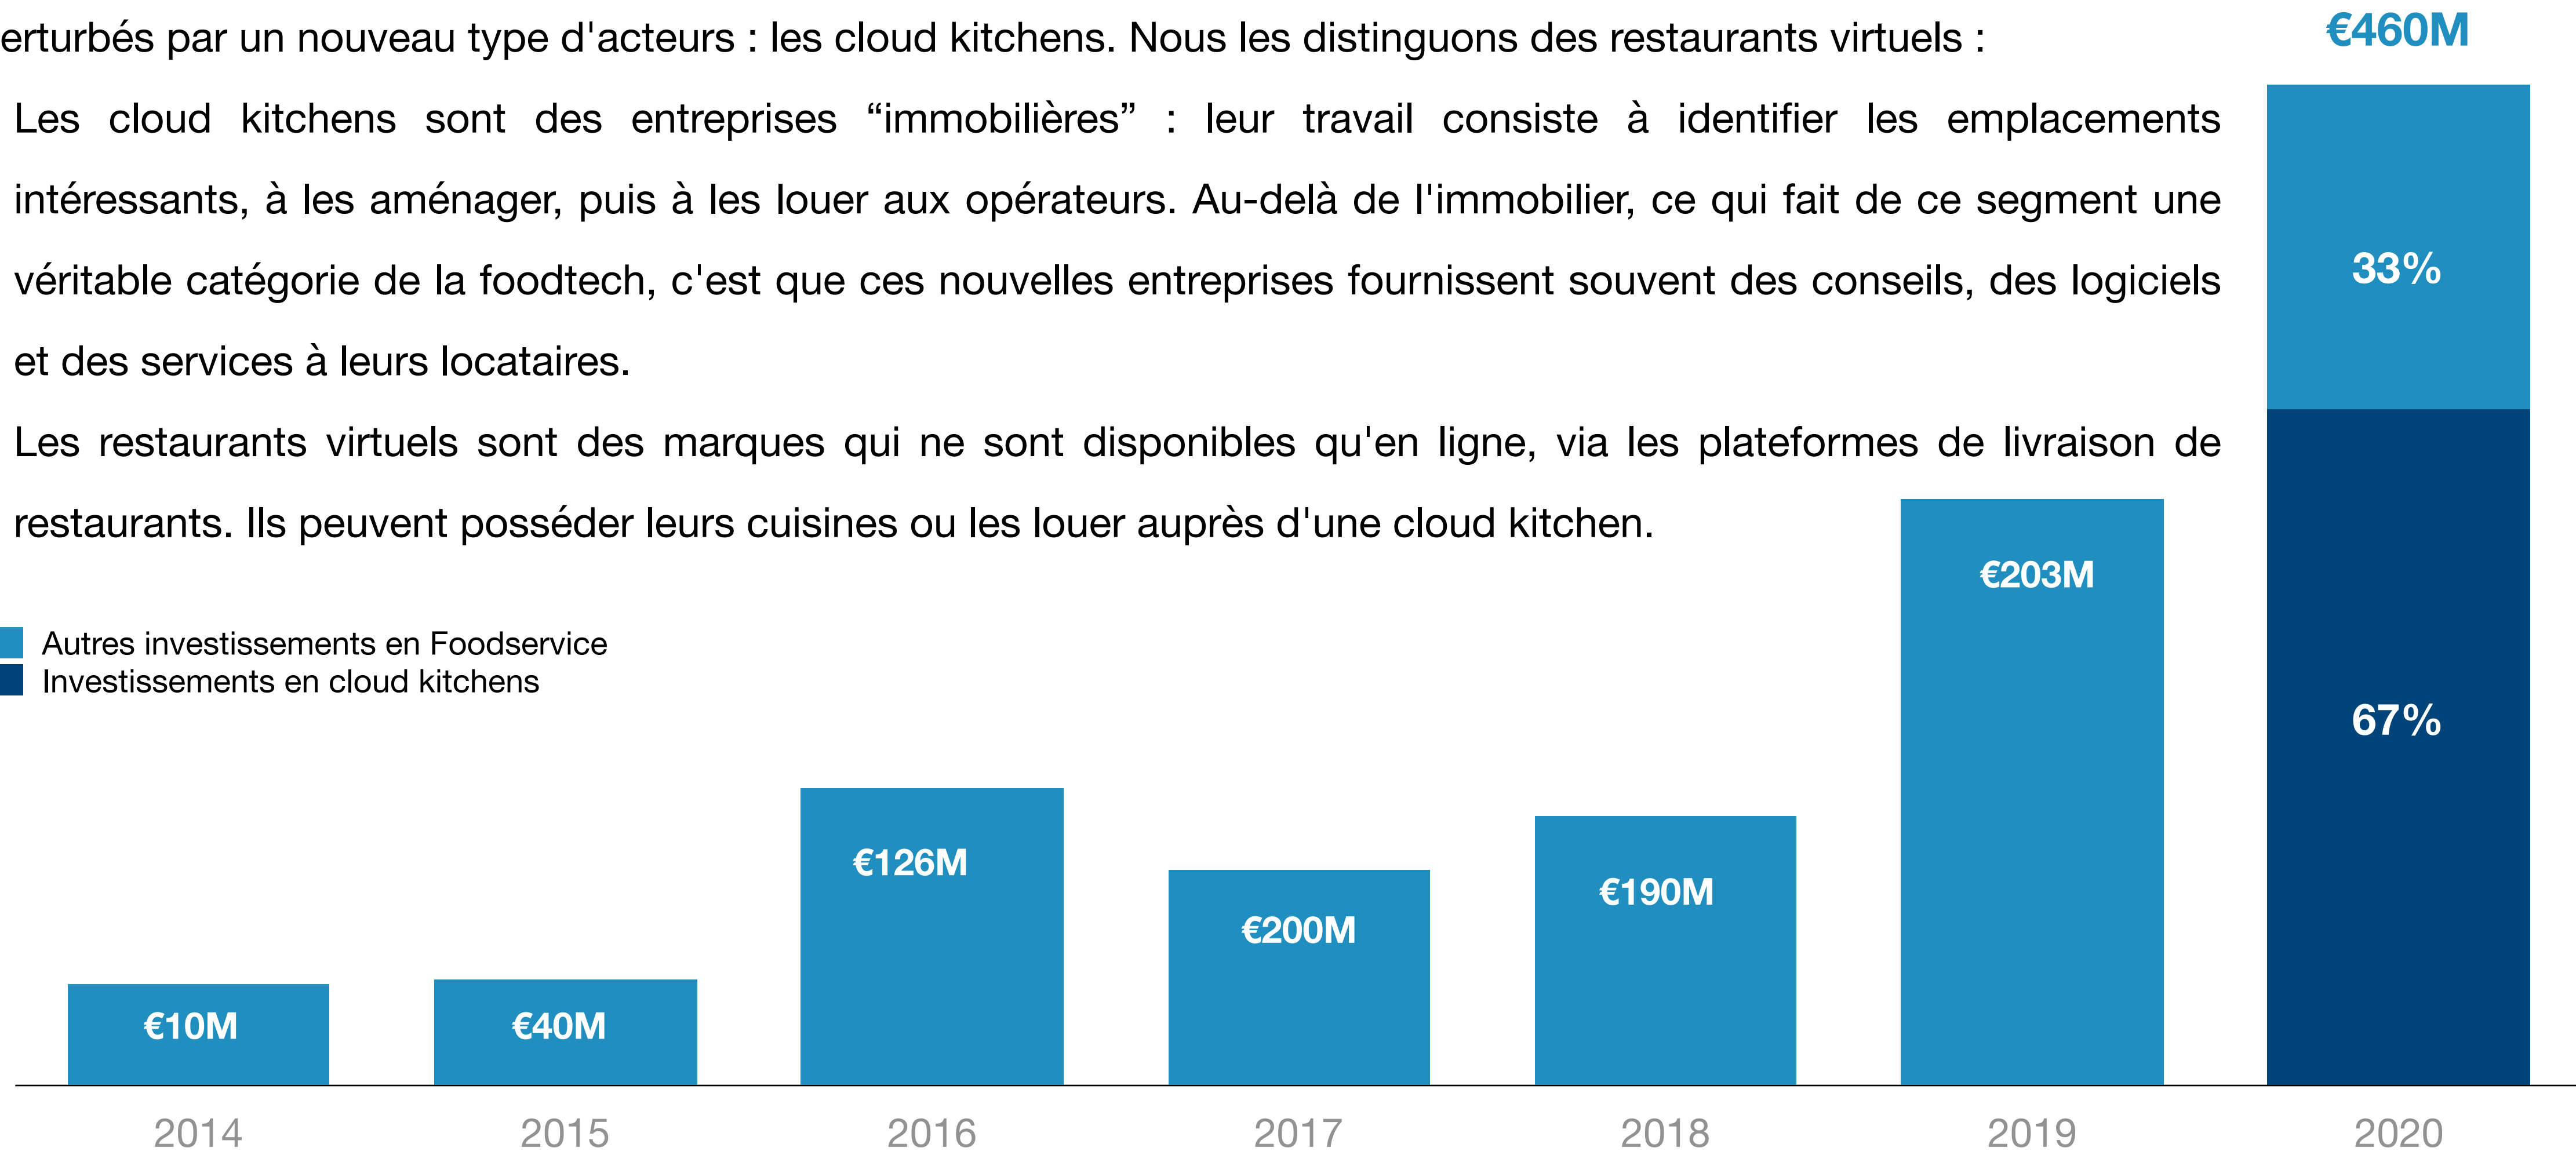 erturbés par un nouveau type d'acteurs : les cloud kitchens. Nous les distinguons des restaurants virtuels :
€460M
Les cloud kitchens sont des entreprises “immobilières” : leur travail consiste à identifier les emplacements
intéressants, à les aménager, puis à les louer aux opérateurs. Au-delà de l'immobilier, ce qui fait de ce segment une
véritable catégorie de la foodtech, c'est que ces nouvelles entreprises fournissent souvent des conseils, des logiciels
et des services à leurs locataires.
Les restaurants virtuels sont des marques qui ne sont disponibles qu'en ligne, via les plateformes de livraison de
restaurants. Ils peuvent posséder leurs cuisines ou les louer auprès d'une cloud kitchen.
33%
67%
Autres investissements en Foodservice
Investissements en cloud kitchens
€10M
€40M
€126M
€200M
€190M
€203M
2014
2015
2016
2017
2018
2019
2020